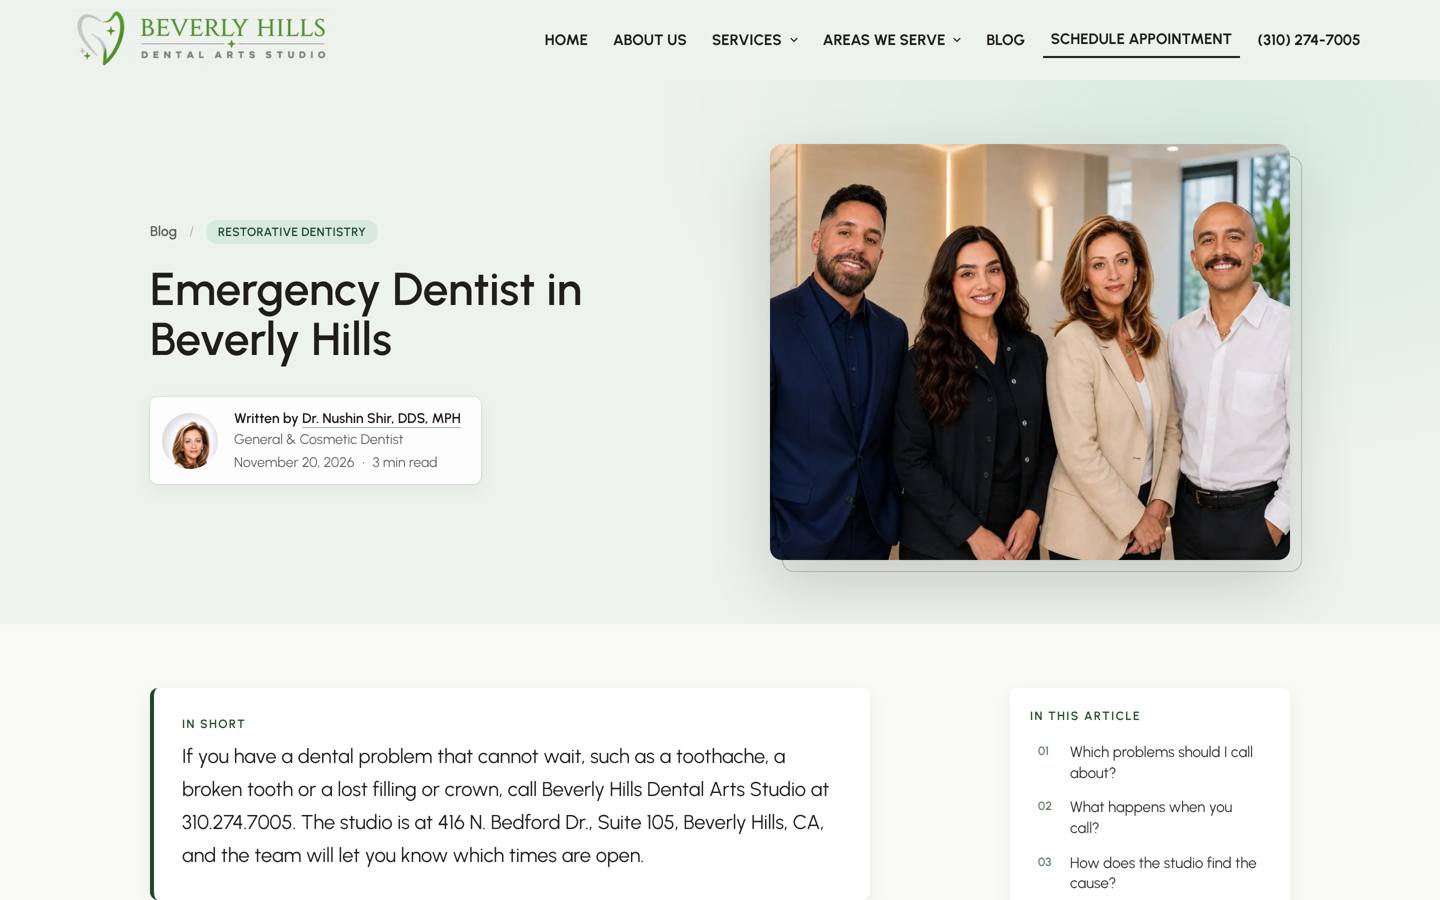 BEVERLY HILLS
DENTAL ARTS STUDIO
HOME
ABOUT US
SERVICES
AREAS WE SERVE
BLOG
SCHEDULE APPOINTMENT
(310) 274-7005
Blog / RESTORATIVE DENTISTRY
Emergency Dentist in
Beverly Hills
Written by Dr. Nushin Shir, DDS, MPH
General & Cosmetic Dentist
November 20, 2026 · 3 min read
IN SHORT
If you have a dental problem that cannot wait, such as a toothache, a
broken tooth or a lost filling or crown, call Beverly Hills Dental Arts Studio at
310.274.7005. The studio is at 416 N. Bedford Dr., Suite 105, Beverly Hills, CA,
and the team will let you know which times are open.
IN THIS ARTICLE
01 Which problems should I call
about?
02 What happens when you
call?
03 How does the studio find the
cause?